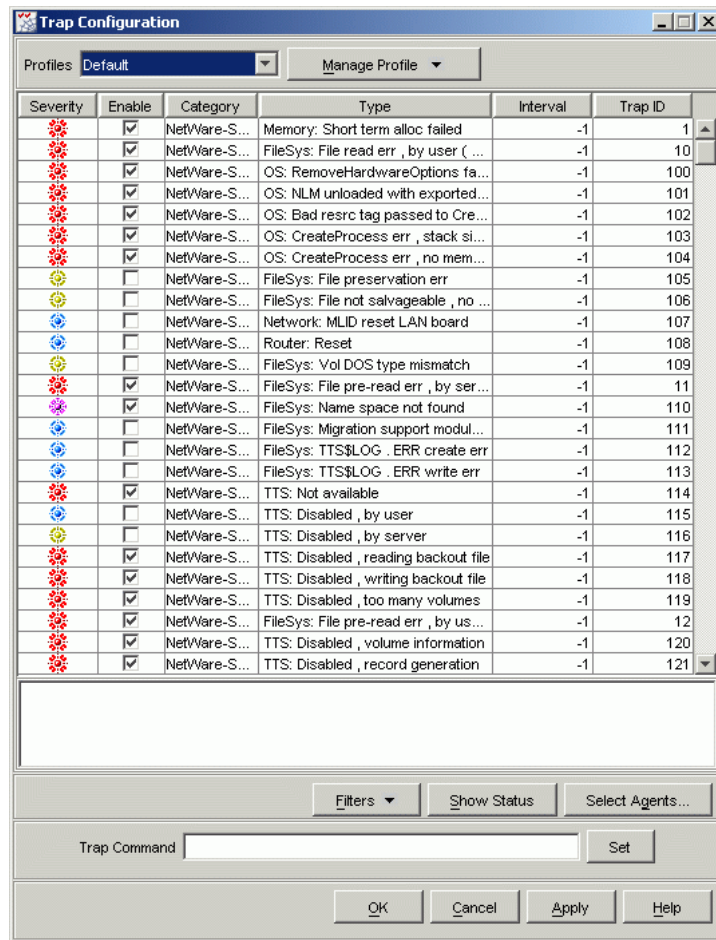 Trap Configuration
Profiles Default Manage Profile
Severity Enable Category Type Interval Trap ID
NetWare-S... Memory: Short term alloc failed -1 1
NetWare-S... FileSys: File read err , by user ( ... -1 10
NetWare-S... OS: RemoveHardwareOptions fa... -1 100
NetWare-S... OS: NLM unloaded with exported... -1 101
NetWare-S... OS: Bad resrc tag passed to Cre... -1 102
NetWare-S... OS: CreateProcess err , stack si... -1 103
NetWare-S... OS: CreateProcess err , no mem... -1 104
NetWare-S... FileSys: File preservation err -1 105
NetWare-S... FileSys: File not salvageable , no ... -1 106
NetWare-S... Network: MLID reset LAN board -1 107
NetWare-S... Router: Reset -1 108
NetWare-S... FileSys: Vol DOS type mismatch -1 109
NetWare-S... FileSys: File pre-read err , by ser... -1 11
NetWare-S... FileSys: Name space not found -1 110
NetWare-S... FileSys: Migration support modul... -1 111
NetWare-S... FileSys: TTS$LOG . ERR create err -1 112
NetWare-S... FileSys: TTS$LOG . ERR write err -1 113
NetWare-S... TTS: Not available -1 114
NetWare-S... TTS: Disabled , by user -1 115
NetWare-S... TTS: Disabled , by server -1 116
NetWare-S... TTS: Disabled , reading backout file -1 117
NetWare-S... TTS: Disabled , writing backout file -1 118
NetWare-S... TTS: Disabled , too many volumes -1 119
NetWare-S... FileSys: File pre-read err , by us... -1 12
NetWare-S... TTS: Disabled , volume information -1 120
NetWare-S... TTS: Disabled , record generation -1 121
Filters Show Status Select Agents...
Trap Command Set
OK Cancel Apply Help